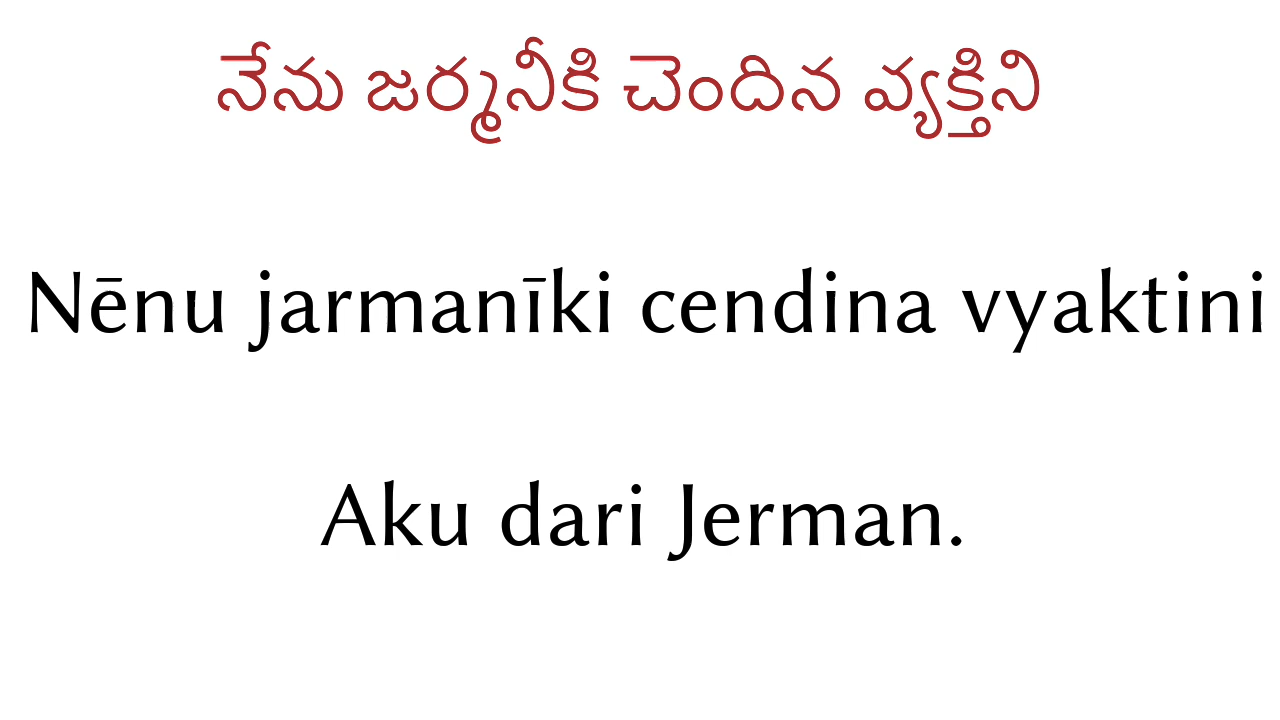 నేను జర్మనీకి చెందిన వ్యక్తిని
Nēnu jarmanīki cendina vyaktini
Aku dari Jerman.